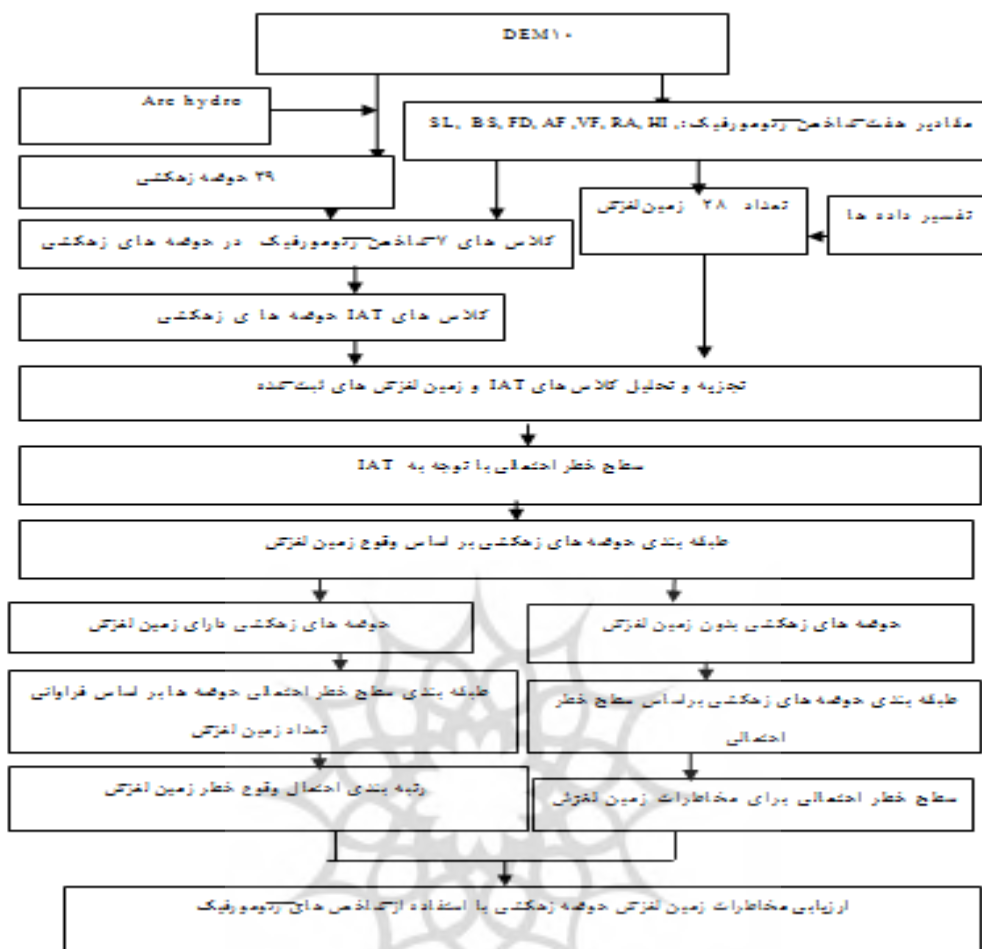 DEM۱۰
Arc hydro
مقادیر هفت شاخص ژئومورفیک: SL, BS, FD, AF, VF, RA, HI,
۳۹ حوضه زهکشی
تعداد ۲۸ زمین لغزش
تفسیر داده ها
کلاس های ۷ شاخص ژئومورفیک در حوضه های زهکشی
کلاس های IAT حوضه ها ی زهکشی
تجزیه و تحلیل کلاس های IAT و زمین لغزش های ثبت شده
سطح خطر احتمالی با توجه به IAT
طبقه بندی حوضه های زهکشی بر اساس وقوع زمین لغزش
حوضه های زهکشی دارای زمین لغزش
حوضه های زهکشی بدون زمین لغزش
طبقه بندی سطح خطر احتمالی حوضه ها بر اساس فراوانی
تعداد زمین لغزش
طبقه بندی حوضه های زهکشی براساس سطح خطر
احتمالی
رتبه بندی احتمال وقوع خطر زمین لغزش
سطح خطر احتمالی برای مخاطرات زمین لغزش
ارزیابی مخاطرات زمین لغزش حوضه زهکشی با استفاده از شاخص های ژئومورفیک